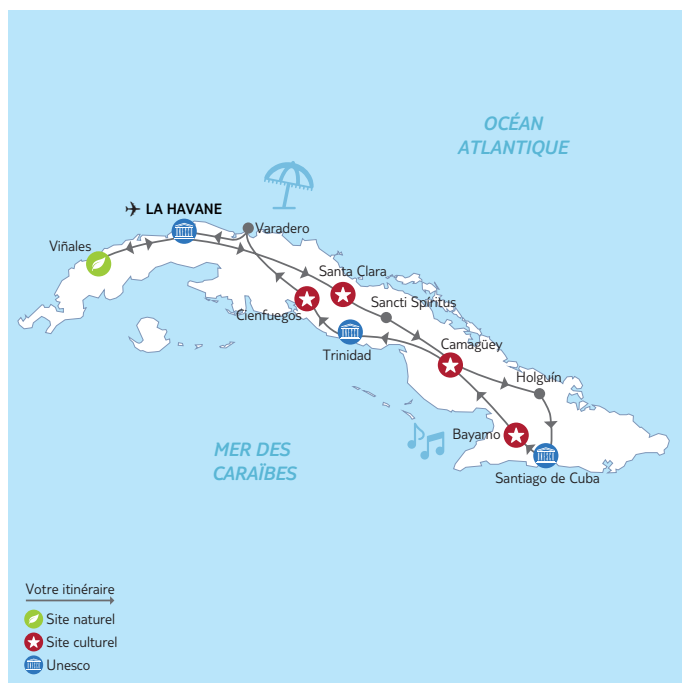 OCÉAN
ATLANTIQUE
LA HAVANE
Varadero
Viñales
Santa Clara
Sancti Spíritus
Cienfuegos
Camagüey
Trinidad
Holguín
Bayamo
MER DES
CARAÏBES
Santiago de Cuba
Votre itinéraire
Site naturel
Site culturel
Unesco